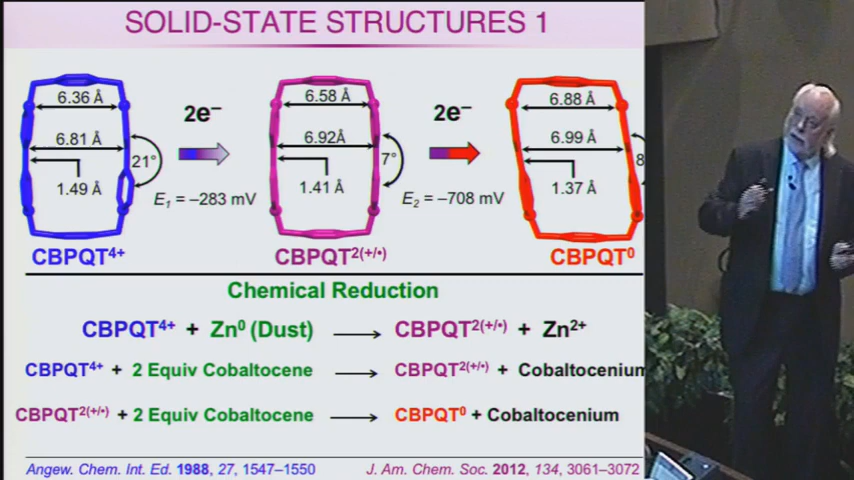 SOLID-STATE STRUCTURES 1
6.36 Å
6.81 Å
21°
1.49 Å
CBPQT⁴⁺
2e⁻
E₁ = –283 mV
6.58 Å
6.92Å
7°
1.41 Å
CBPQT²⁽⁺/•⁾
2e⁻
E₂ = –708 mV
6.88 Å
6.99 Å
8
1.37 Å
CBPQT⁰
Chemical Reduction
CBPQT⁴⁺ + Zn⁰ (Dust) → CBPQT²⁽⁺/•⁾ + Zn²⁺
CBPQT⁴⁺ + 2 Equiv Cobaltocene → CBPQT²⁽⁺/•⁾ + Cobaltocenium
CBPQT²⁽⁺/•⁾ + 2 Equiv Cobaltocene → CBPQT⁰ + Cobaltocenium
Angew. Chem. Int. Ed. 1988, 27, 1547–1550
J. Am. Chem. Soc. 2012, 134, 3061–3072